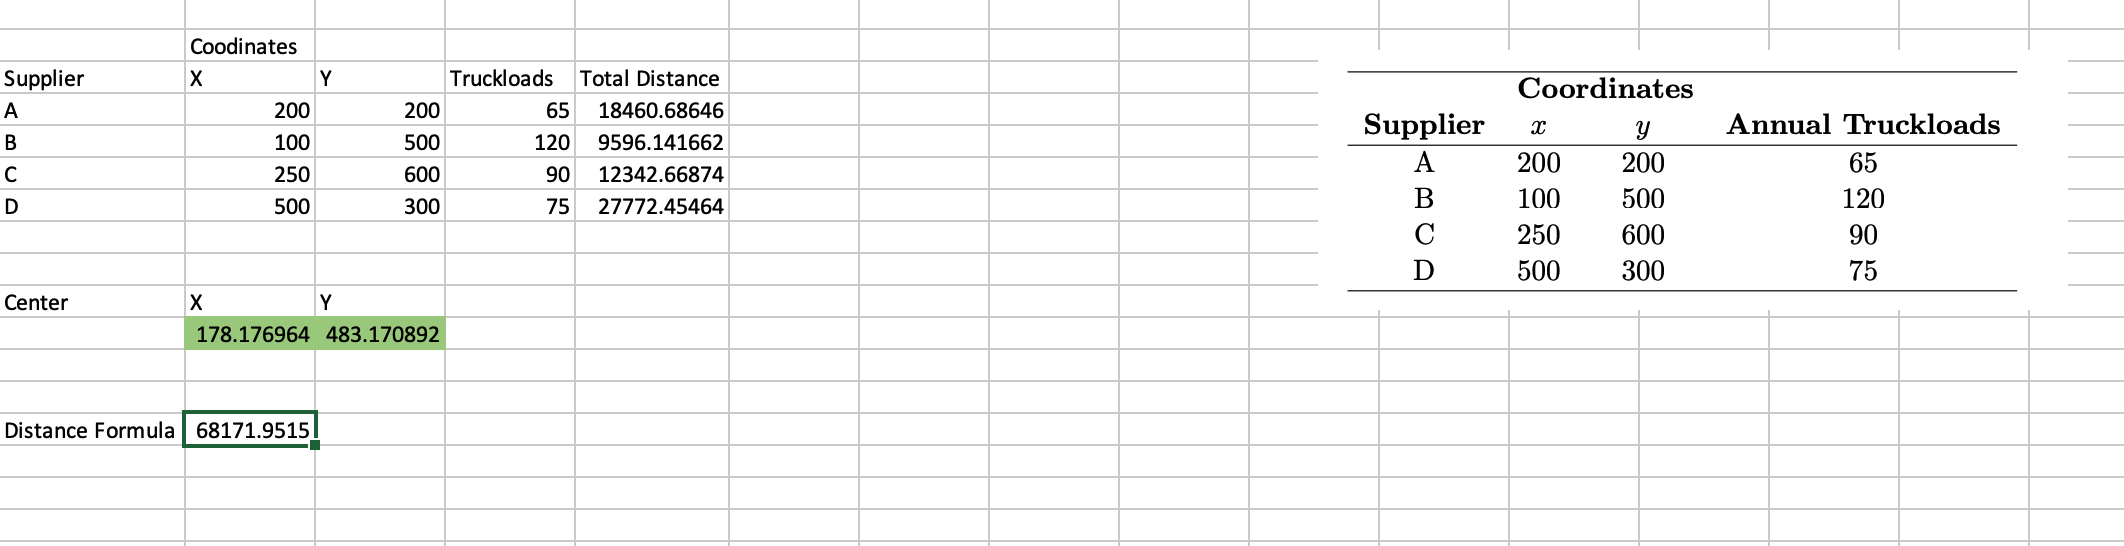 Coodinates
Supplier X Y Truckloads Total Distance
A 200 200 65 18460.68646
B 100 500 120 9596.141662
C 250 600 90 12342.66874
D 500 300 75 27772.45464
Center X Y
178.176964 483.170892
Distance Formula 68171.9515
Coordinates
Supplier x y Annual Truckloads
A 200 200 65
B 100 500 120
C 250 600 90
D 500 300 75